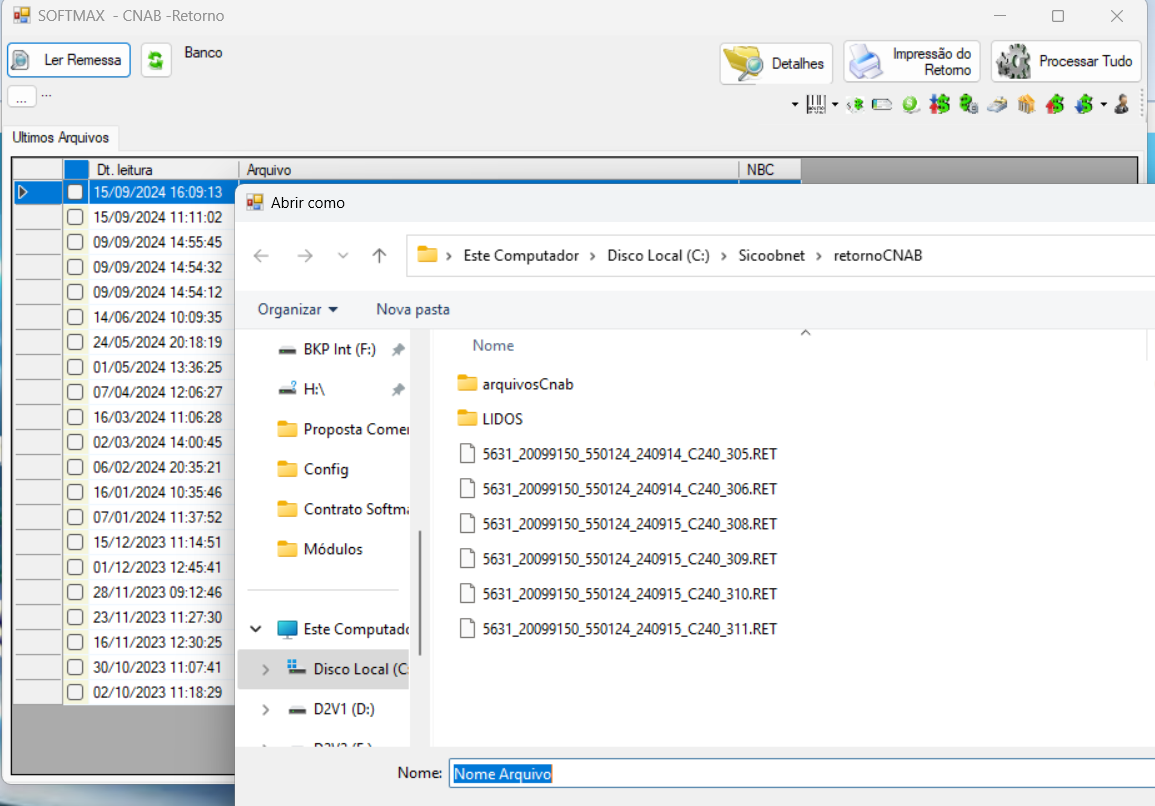 SOFTMAX - CNAB -Retorno
Ler Remessa
Banco
Detalhes
Impressão do
Retorno
Processar Tudo
...
...
Ultimos Arquivos
Dt. leitura Arquivo NBC
15/09/2024 16:09:13
15/09/2024 11:11:02
09/09/2024 14:55:45
09/09/2024 14:54:32
09/09/2024 14:54:12
14/06/2024 10:09:35
24/05/2024 20:18:19
01/05/2024 13:36:25
07/04/2024 12:06:27
16/03/2024 11:06:28
02/03/2024 14:00:45
06/02/2024 20:35:21
16/01/2024 10:35:46
07/01/2024 11:37:52
15/12/2023 11:14:51
01/12/2023 12:45:41
28/11/2023 09:12:46
23/11/2023 11:27:30
16/11/2023 12:30:25
30/10/2023 11:07:41
02/10/2023 11:18:29
Abrir como
Este Computador > Disco Local (C:) > Sicoobnet > retornoCNAB
Organizar Nova pasta
BKP Int (F:)
H:\
Proposta Comer
Config
Contrato Softma
Módulos
Este Computado
Disco Local (C:
D2V1 (D:)
Nome
arquivosCnab
LIDOS
5631_20099150_550124_240914_C240_305.RET
5631_20099150_550124_240914_C240_306.RET
5631_20099150_550124_240915_C240_308.RET
5631_20099150_550124_240915_C240_309.RET
5631_20099150_550124_240915_C240_310.RET
5631_20099150_550124_240915_C240_311.RET
Nome: Nome Arquivo